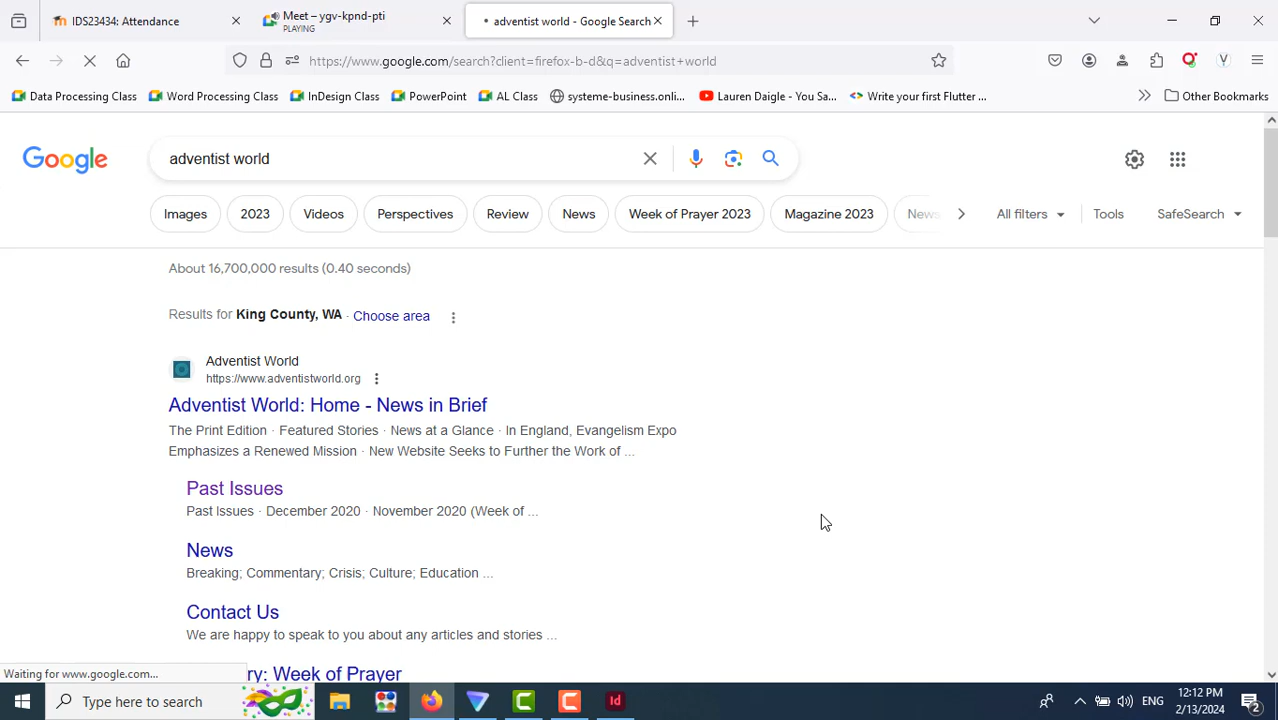 IDS23434: Attendance
Meet – ygv-kpnd-pti
PLAYING
adventist world - Google Search
https://www.google.com/search?client=firefox-b-d&q=adventist+world
Data Processing Class
Word Processing Class
InDesign Class
PowerPoint
AL Class
systeme-business.onli...
Lauren Daigle - You Sa...
Write your first Flutter ...
Other Bookmarks
Google
adventist world
Images
2023
Videos
Perspectives
Review
News
Week of Prayer 2023
Magazine 2023
News
All filters
Tools
SafeSearch
About 16,700,000 results (0.40 seconds)
Results for King County, WA · Choose area
Adventist World
https://www.adventistworld.org
Adventist World: Home - News in Brief
The Print Edition · Featured Stories · News at a Glance · In England, Evangelism Expo
Emphasizes a Renewed Mission · New Website Seeks to Further the Work of ...
Past Issues
Past Issues · December 2020 · November 2020 (Week of ...
News
Breaking; Commentary; Crisis; Culture; Education ...
Contact Us
We are happy to speak to you about any articles and stories ...
ry: Week of Prayer
Waiting for www.google.com...
Type here to search
Id
ENG
12:12 PM
2/13/2024
2